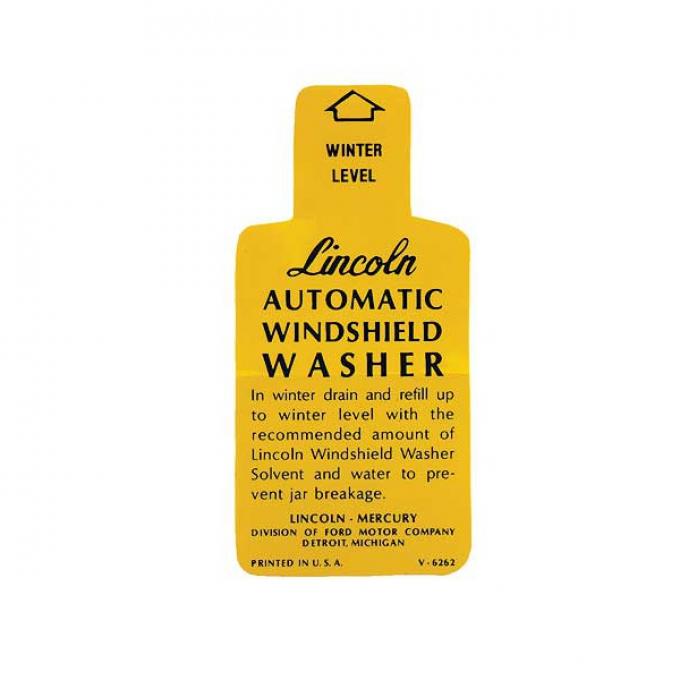 WINTER
LEVEL
Lincoln
AUTOMATIC
WINDSHIELD
WASHER
In winter drain and refill up
to winter level with the
recommended amount of
Lincoln Windshield Washer
Solvent and water to pre-
vent jar breakage.
LINCOLN - MERCURY
DIVISION OF FORD MOTOR COMPANY
DETROIT, MICHIGAN
PRINTED IN U. S. A. V - 6262